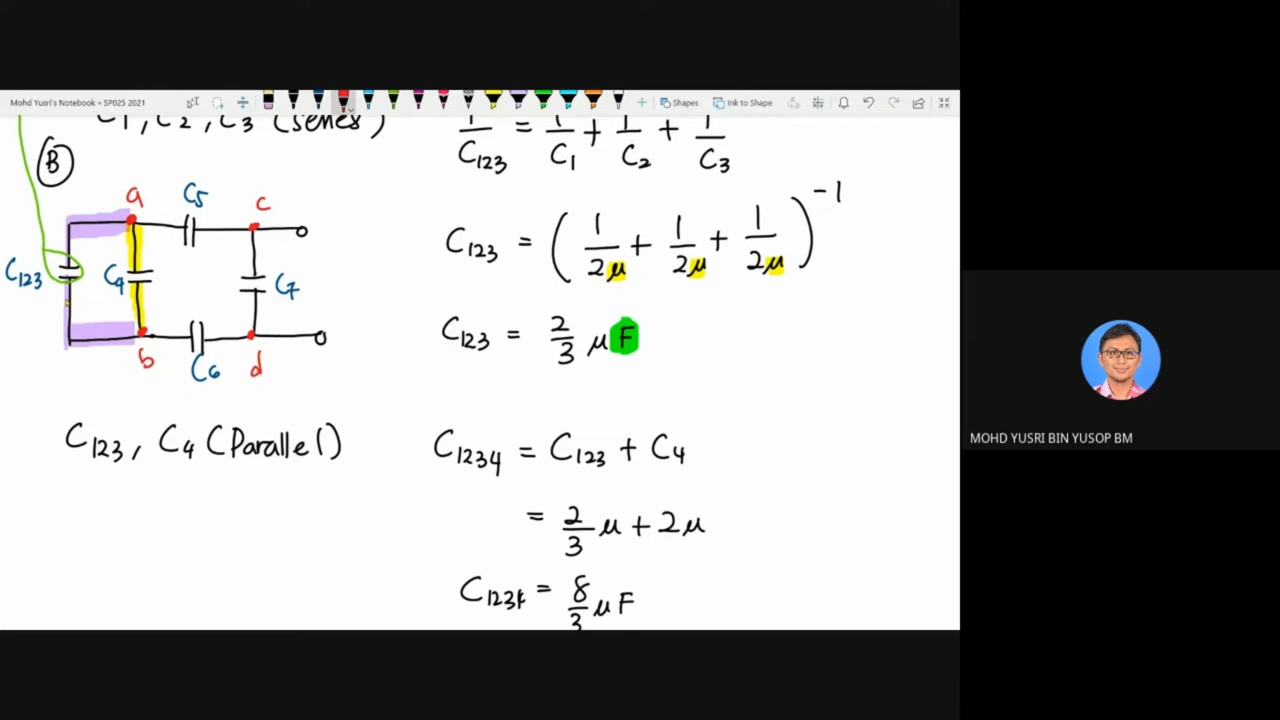 Mohd Yusri's Notebook » SP025 2021
Shapes
Ink to Shape
C1, C2, C3 (series)
1/C123 = 1/C1 + 1/C2 + 1/C3
B
a
C5
c
C123
C4
C7
b
C6
d
C123 = (1/2μ + 1/2μ + 1/2μ)^-1
C123 = 2/3 μF
C123, C4 (Parallel)
C1234 = C123 + C4
= 2/3 μ + 2μ
C1234 = 8/3 μF
MOHD YUSRI BIN YUSOP BM